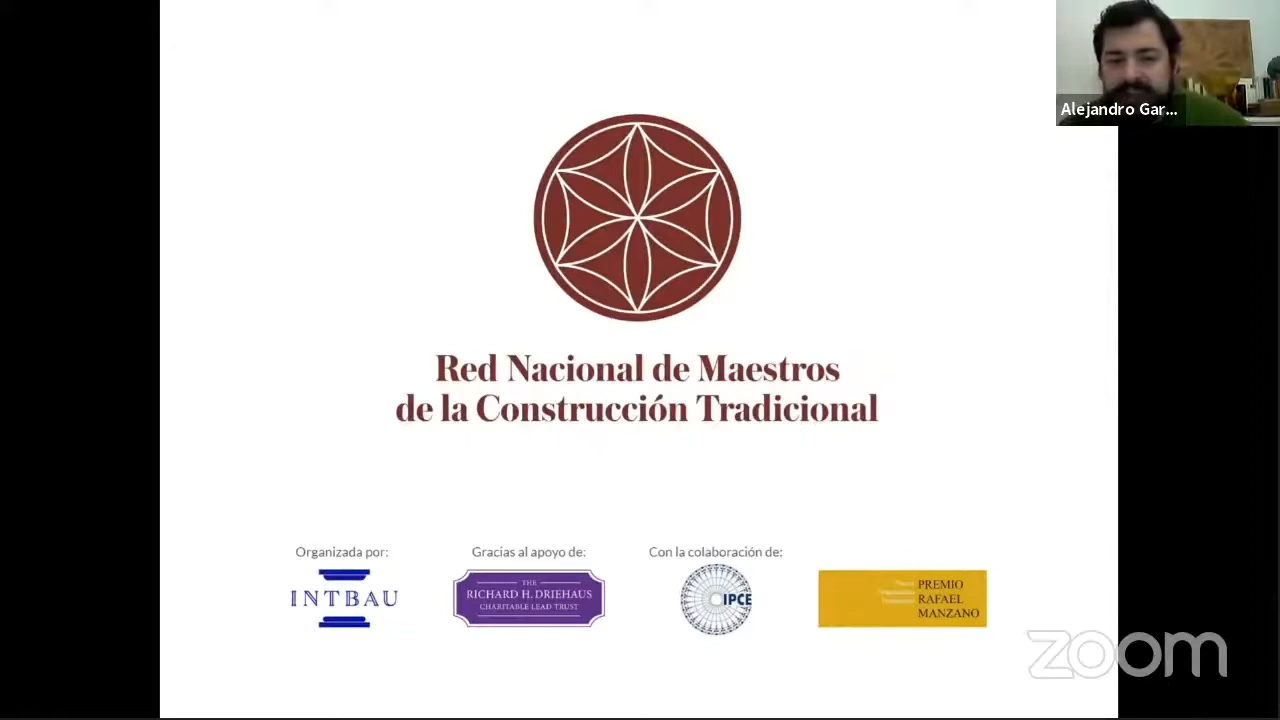 Alejandro Gar...
Red Nacional de Maestros
de la Construcción Tradicional
Organizada por:
INTBAU
Gracias al apoyo de:
THE
RICHARD H. DRIEHAUS
CHARITABLE LEAD TRUST
Con la colaboración de:
IPCE
PREMIO
RAFAEL
MANZANO
zoom